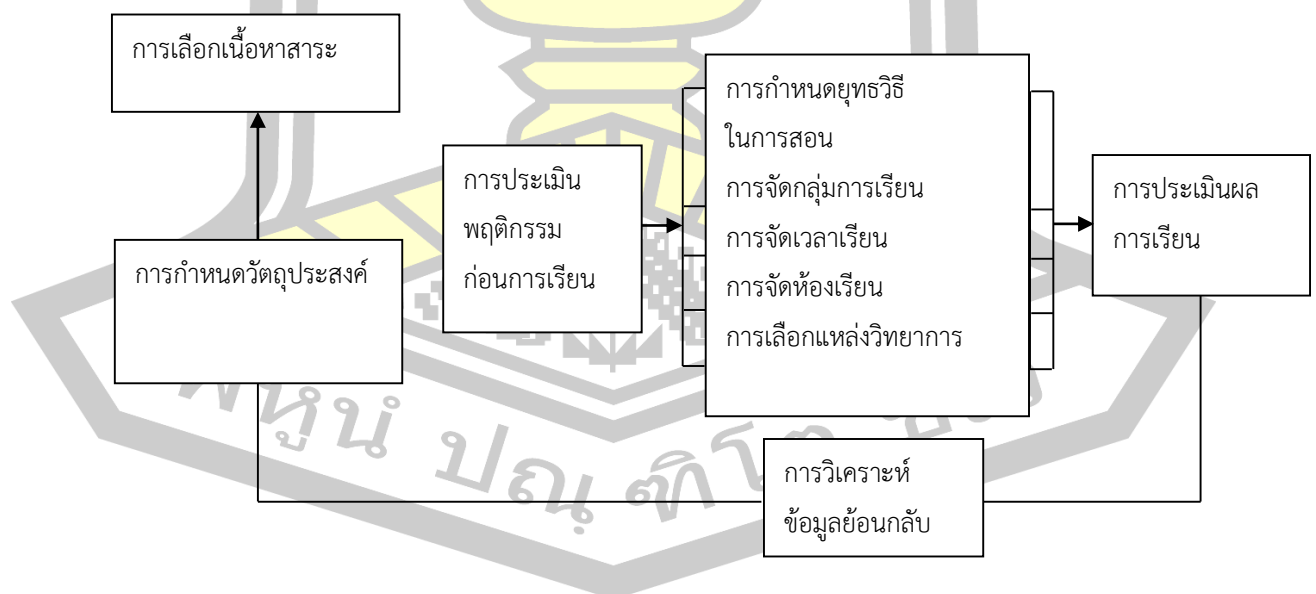 การเลือกเนื้อหาสาระ
การกำหนดวัตถุประสงค์
การประเมิน
พฤติกรรม
ก่อนการเรียน
การกำหนดยุทธวิธี
ในการสอน
การจัดกลุ่มการเรียน
การจัดเวลาเรียน
การจัดห้องเรียน
การเลือกแหล่งวิทยาการ
การประเมินผล
การเรียน
การวิเคราะห์
ข้อมูลย้อนกลับ
พหูนํ ปณฺ ฑิโต